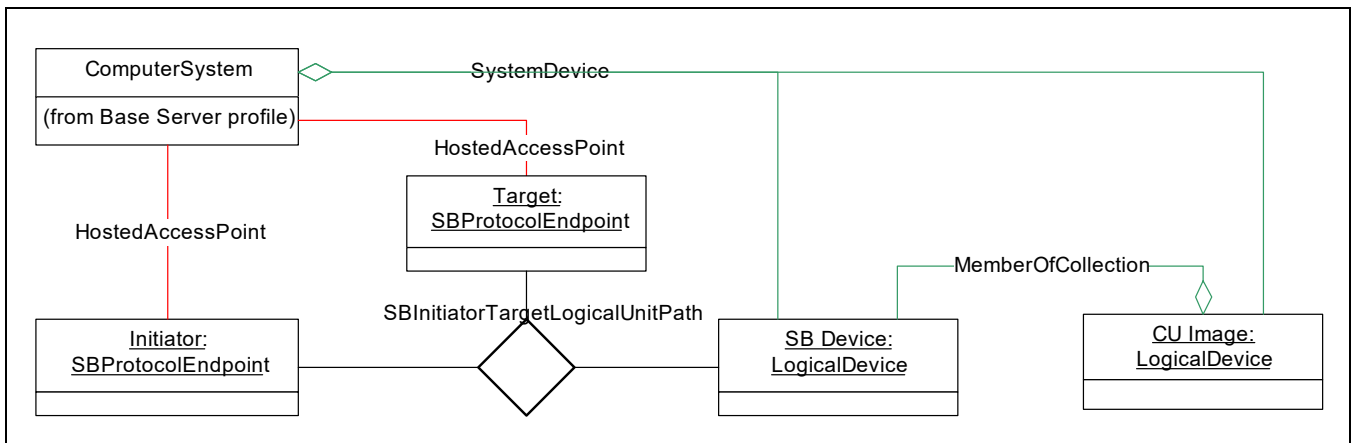 ComputerSystem
SystemDevice
(from Base Server profile)
HostedAccessPoint
Target:
SBProtocolEndpoint
HostedAccessPoint
MemberOfCollection
SBInitiatorTargetLogicalUnitPath
Initiator:
SBProtocolEndpoint
SB Device:
LogicalDevice
CU Image:
LogicalDevice